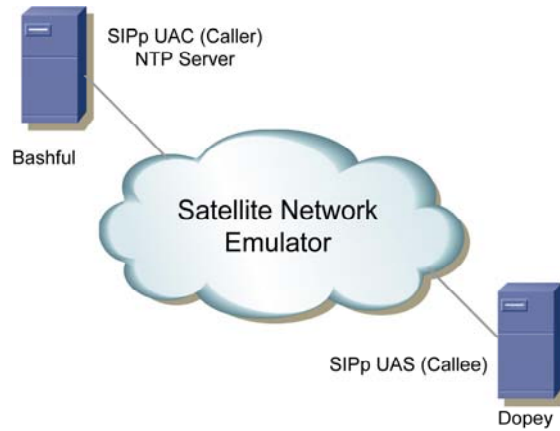 SIPp UAC (Caller)
NTP Server
Bashful
Satellite Network
Emulator
SIPp UAS (Callee)
Dopey